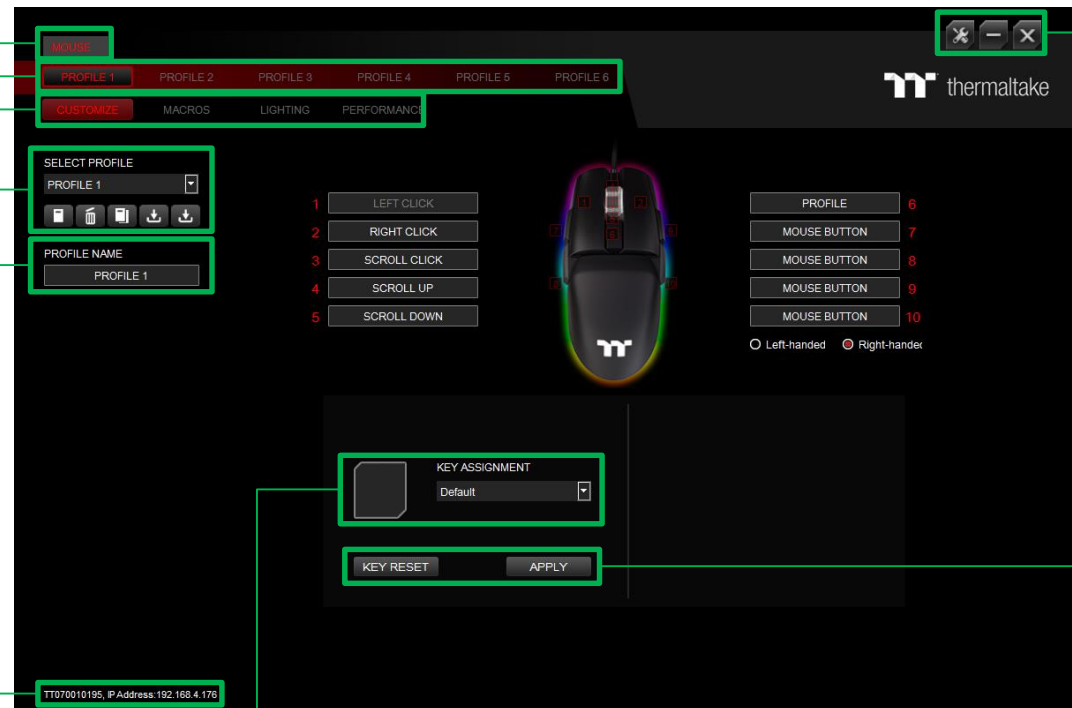 MOUSE
PROFILE 1 PROFILE 2 PROFILE 3 PROFILE 4 PROFILE 5 PROFILE 6
thermaltake
CUSTOMIZE MACROS LIGHTING PERFORMANCE
SELECT PROFILE
PROFILE 1
PROFILE NAME
PROFILE 1
1 LEFT CLICK
2 RIGHT CLICK
3 SCROLL CLICK
4 SCROLL UP
5 SCROLL DOWN
PROFILE 6
MOUSE BUTTON 7
MOUSE BUTTON 8
MOUSE BUTTON 9
MOUSE BUTTON 10
Left-handed Right-handed
KEY ASSIGNMENT
Default
KEY RESET APPLY
TT070010195, IP Address:192.168.4.176